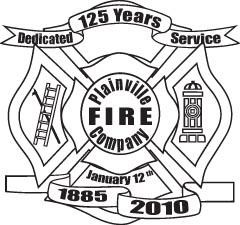 125 Years
Dedicated Service
Plainville
FIRE
Company
January 12th
1885 2010